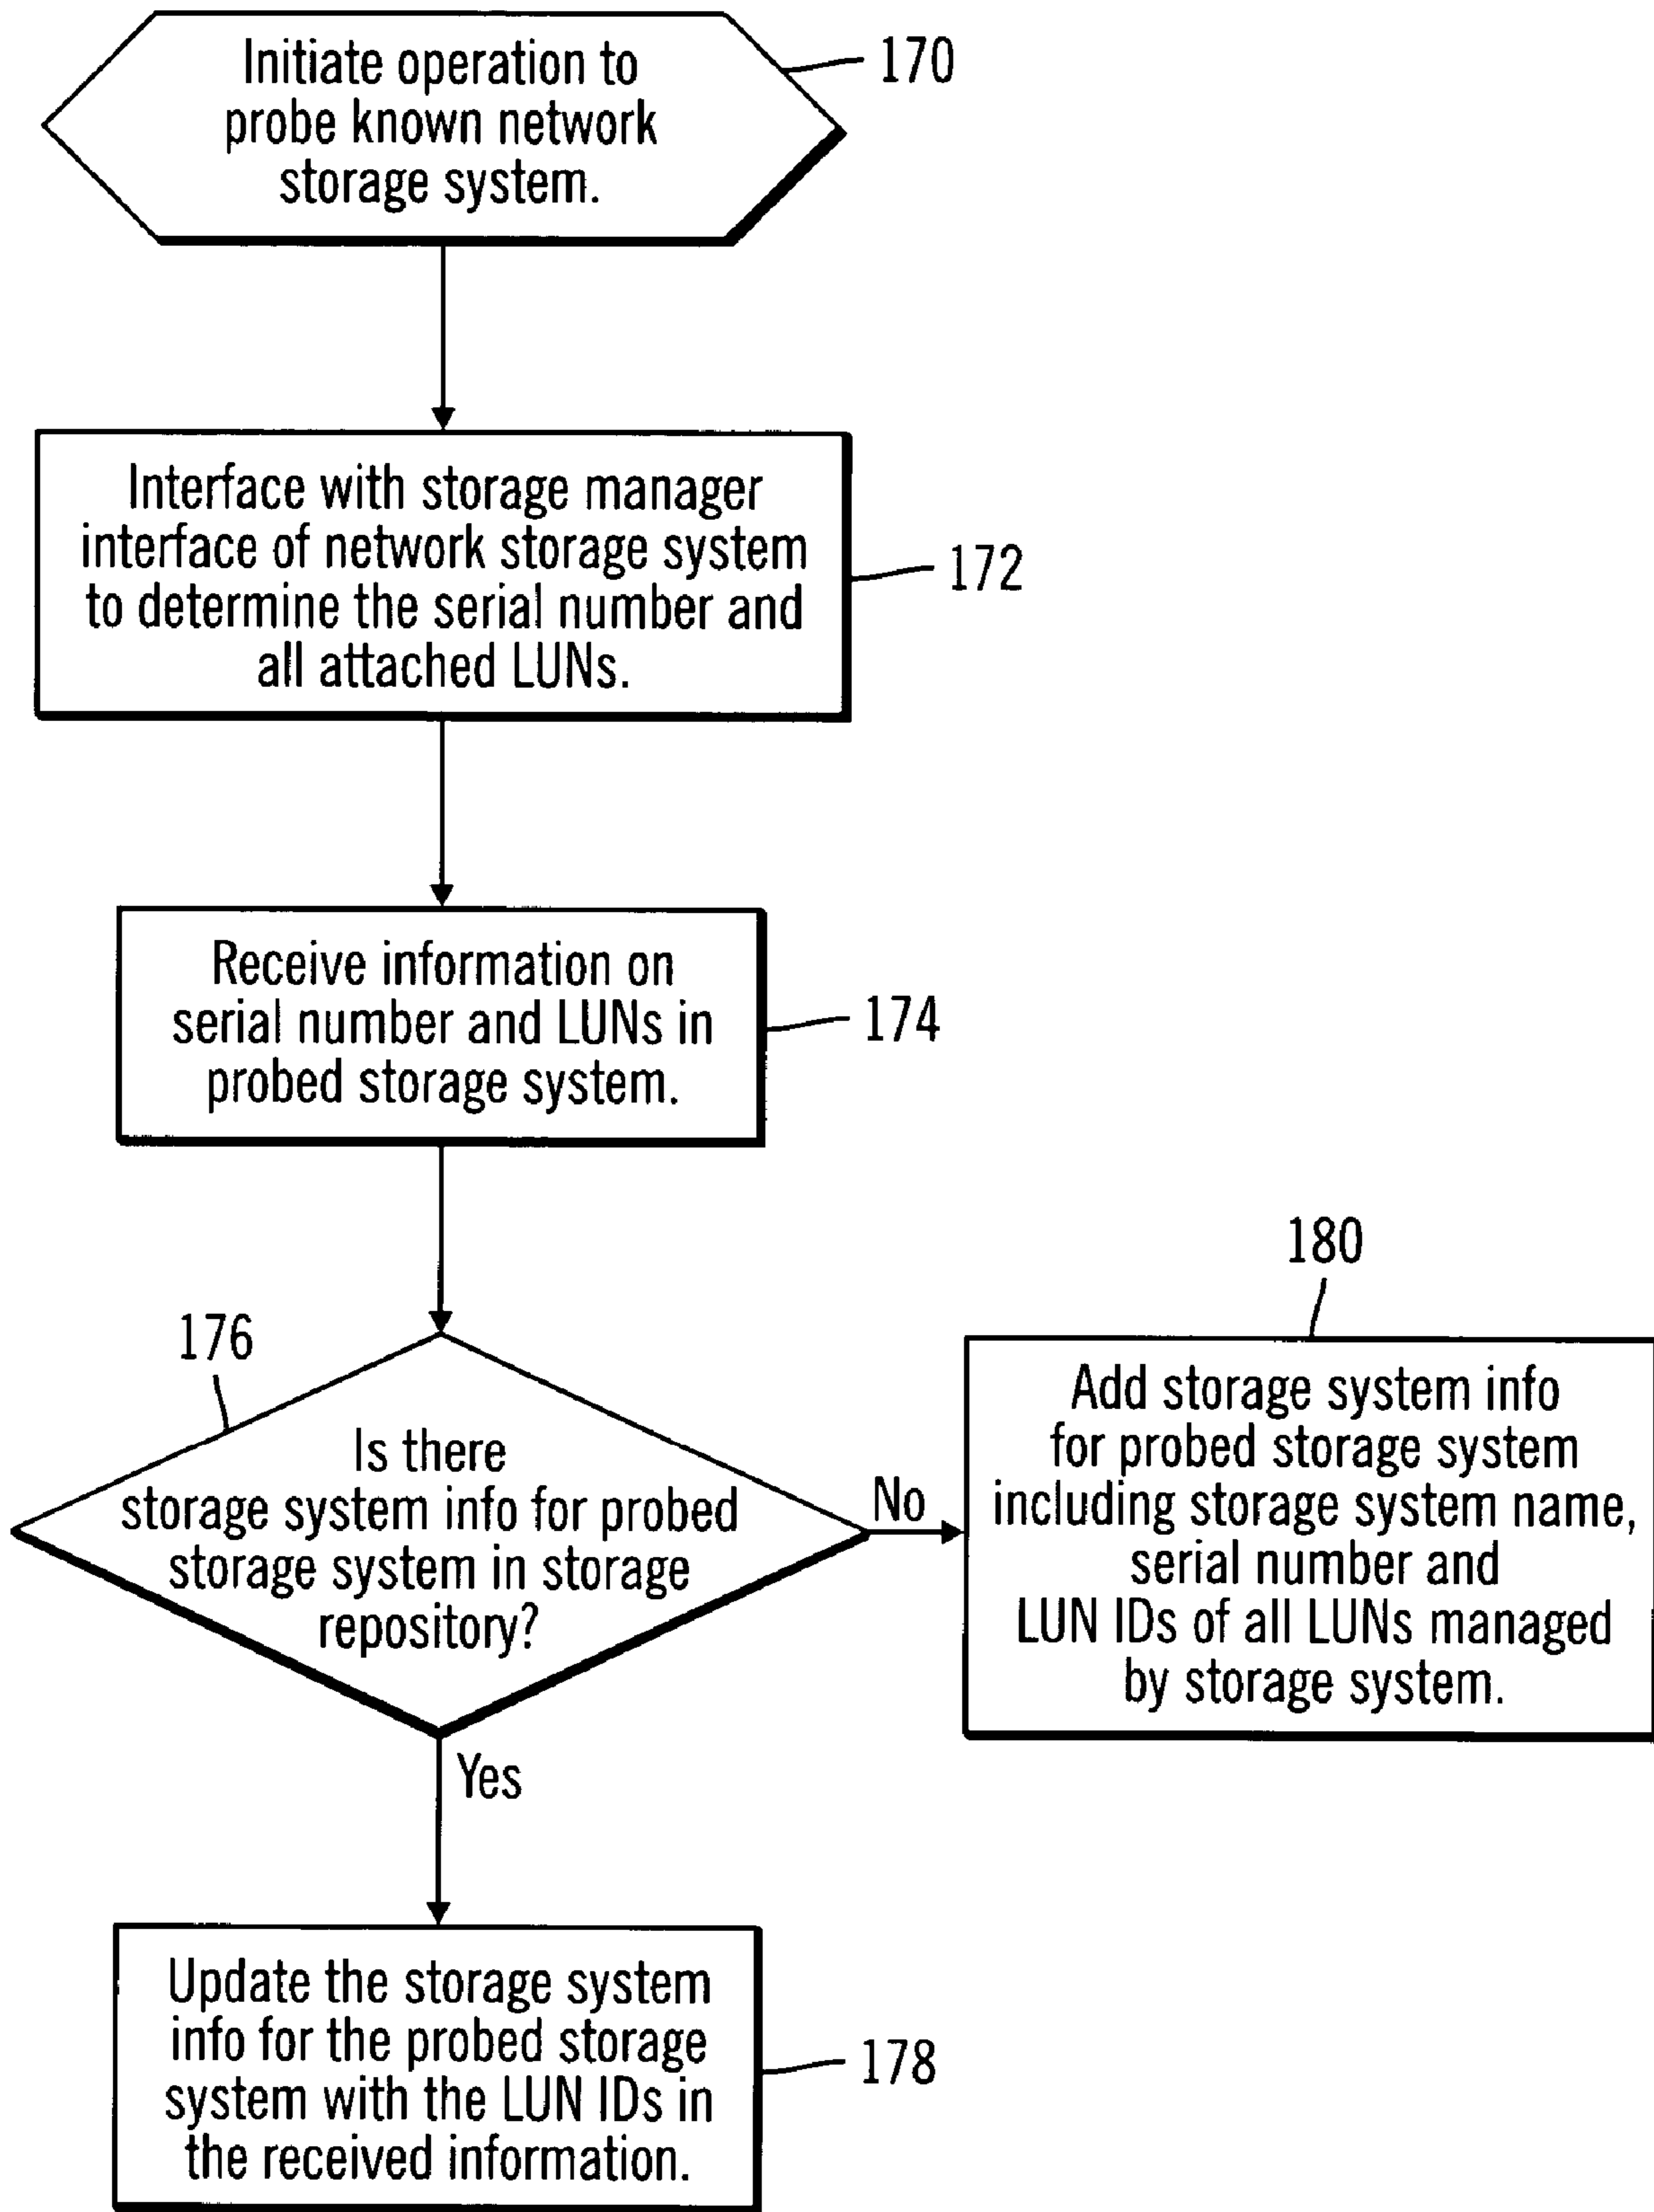 Initiate operation to
probe known network
storage system.
170
Interface with storage manager
interface of network storage system
to determine the serial number and
all attached LUNs.
172
Receive information on
serial number and LUNs in
probed storage system.
174
176
Is there
storage system info for probed
storage system in storage
repository?
No
180
Add storage system info
for probed storage system
including storage system name,
serial number and
LUN IDs of all LUNs managed
by storage system.
Yes
Update the storage system
info for the probed storage
system with the LUN IDs in
the received information.
178